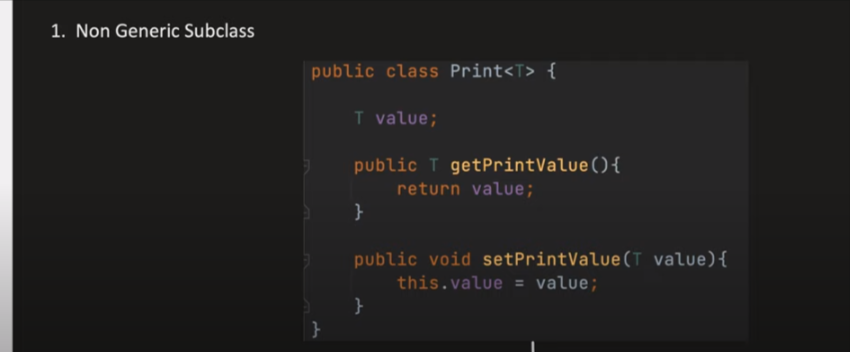 1. Non Generic Subclass
public class Print<T> {
T value;
public T getPrintValue(){
return value;
}
public void setPrintValue(T value){
this.value = value;
}
}